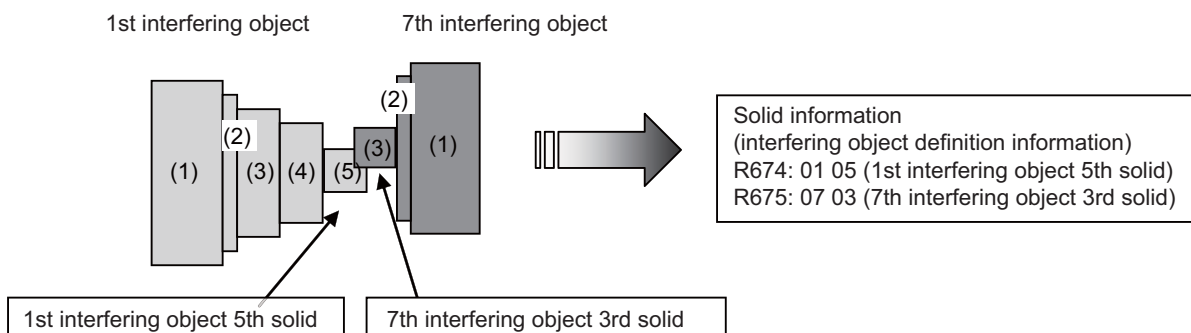 1st interfering object
7th interfering object
(1)
(2)
(3)
(4)
(5)
(3)
(2)
(1)
Solid information
(interfering object definition information)
R674: 01 05 (1st interfering object 5th solid)
R675: 07 03 (7th interfering object 3rd solid)
1st interfering object 5th solid
7th interfering object 3rd solid